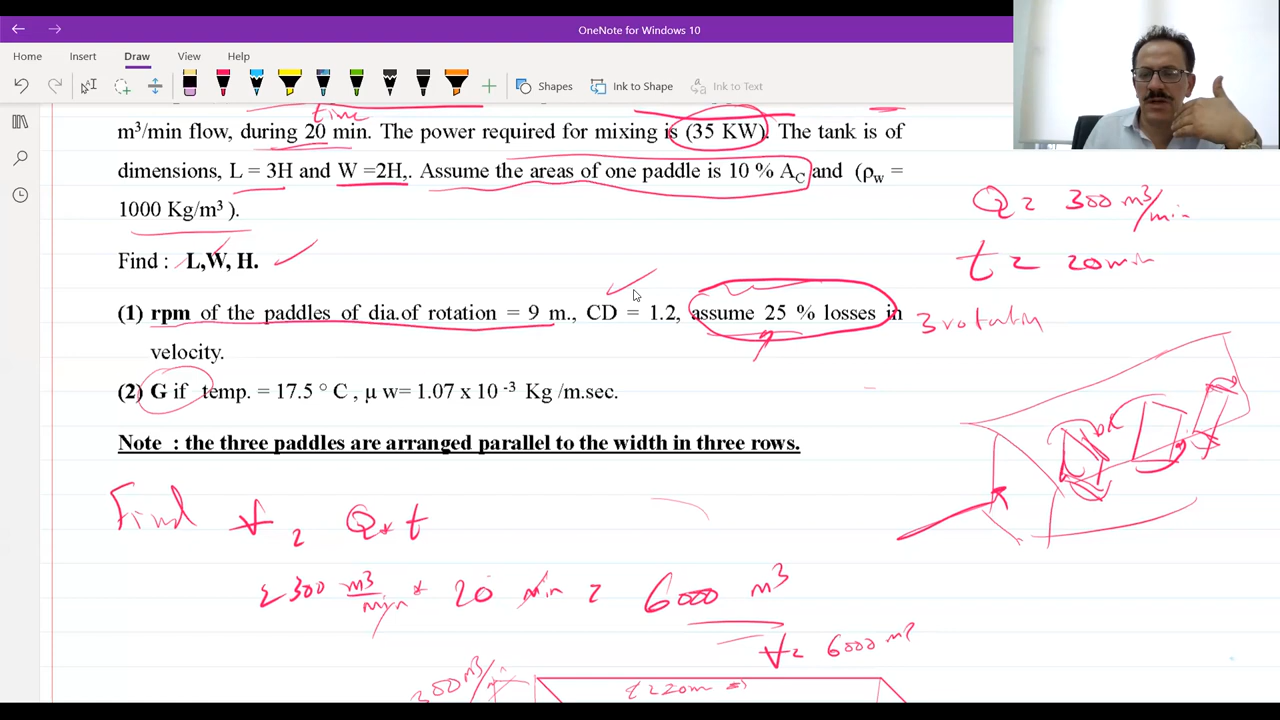 OneNote for Windows 10
Home Insert Draw View Help
Shapes Ink to Shape Ink to Text
time
m³/min flow, during 20 min. The power required for mixing is (35 KW). The tank is of
dimensions, L = 3H and W =2H,. Assume the areas of one paddle is 10 % AC and (ρw =
1000 Kg/m³ ).
Find : L,W, H.
(1) rpm of the paddles of dia.of rotation = 9 m., CD = 1.2, assume 25 % losses in
velocity.
(2) G if temp. = 17.5 ° C , μ w= 1.07 x 10 -³ Kg /m.sec.
Note : the three paddles are arranged parallel to the width in three rows.
Q = 300 m³/min
t = 20 min
3 rotation
Find V = Q * t
= 300 m³/min * 20 min = 6000 m³
V = 6000 m³
300 m³/min
t = 20m =>